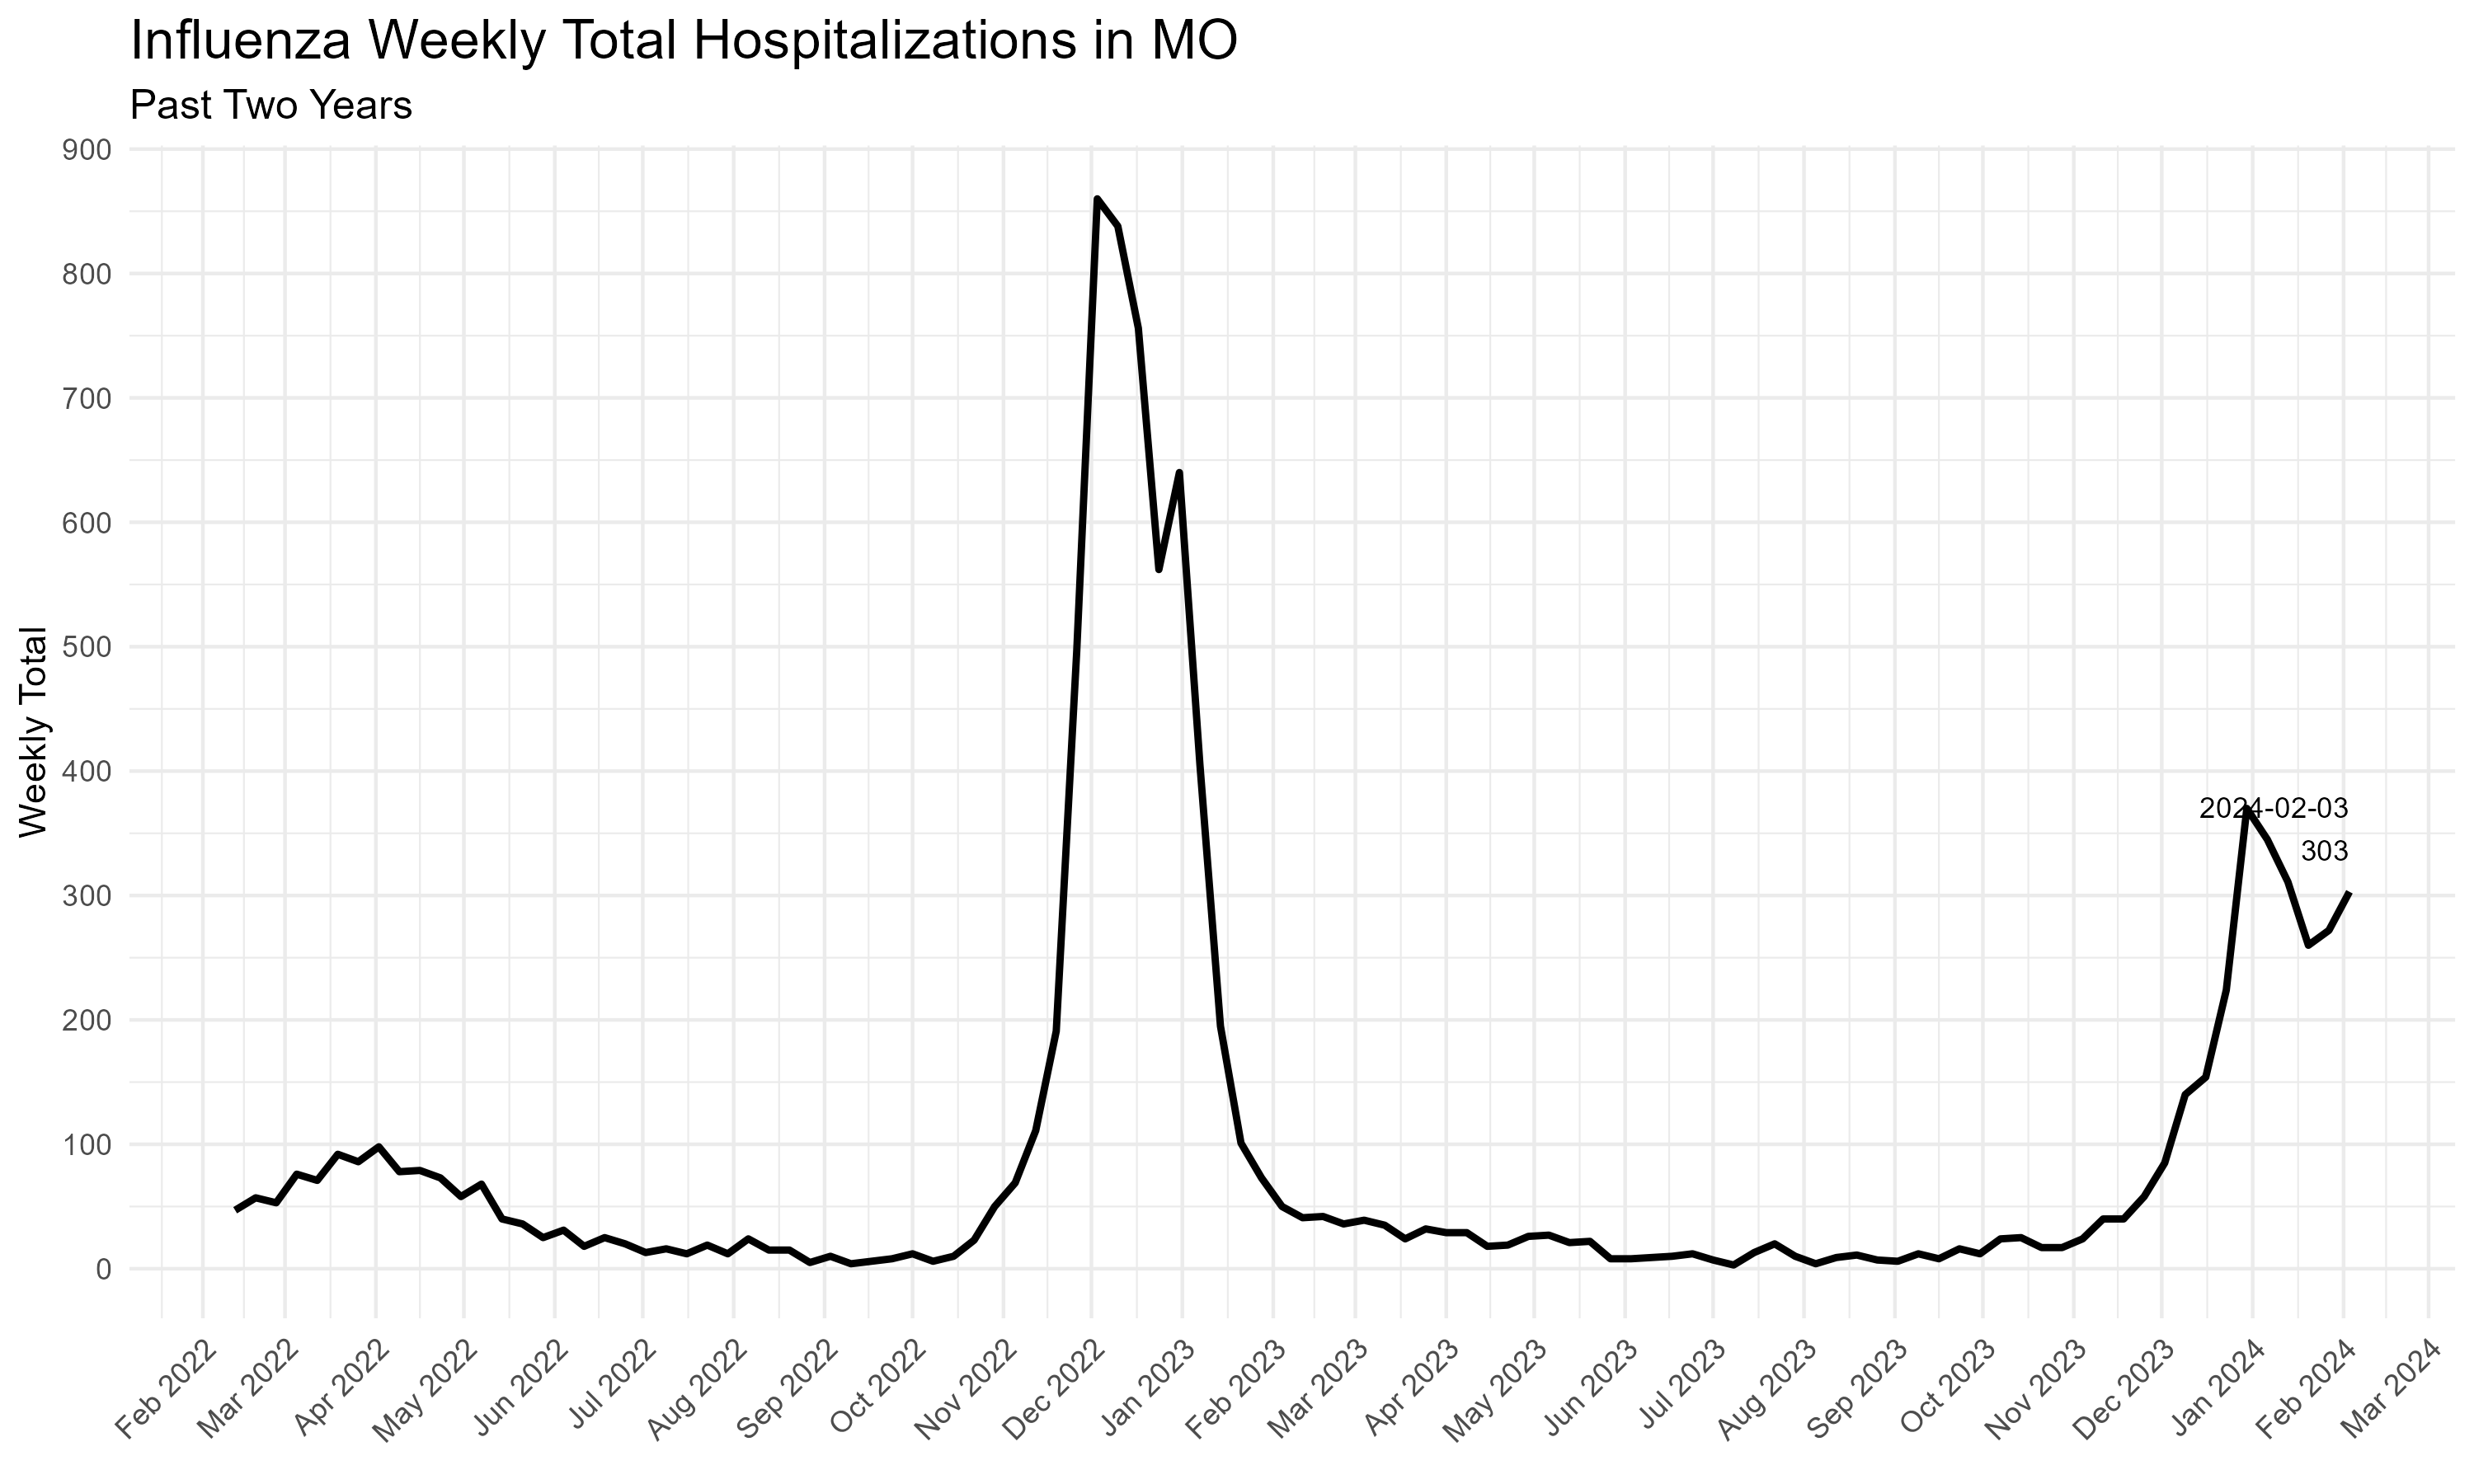 Influenza Weekly Total Hospitalizations in MO
Past Two Years
Weekly Total
900
800
700
600
500
400
300
200
100
0
2024-02-03
303
Feb 2022
Mar 2022
Apr 2022
May 2022
Jun 2022
Jul 2022
Aug 2022
Sep 2022
Oct 2022
Nov 2022
Dec 2022
Jan 2023
Feb 2023
Mar 2023
Apr 2023
May 2023
Jun 2023
Jul 2023
Aug 2023
Sep 2023
Oct 2023
Nov 2023
Dec 2023
Jan 2024
Feb 2024
Mar 2024